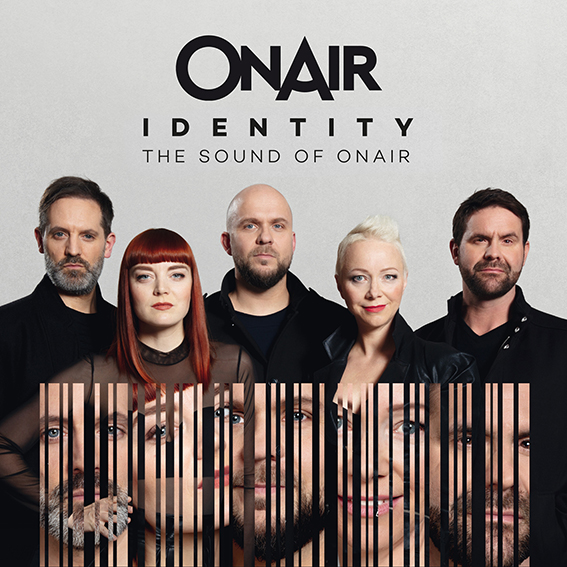 ONAIR
IDENTITY
THE SOUND OF ONAIR